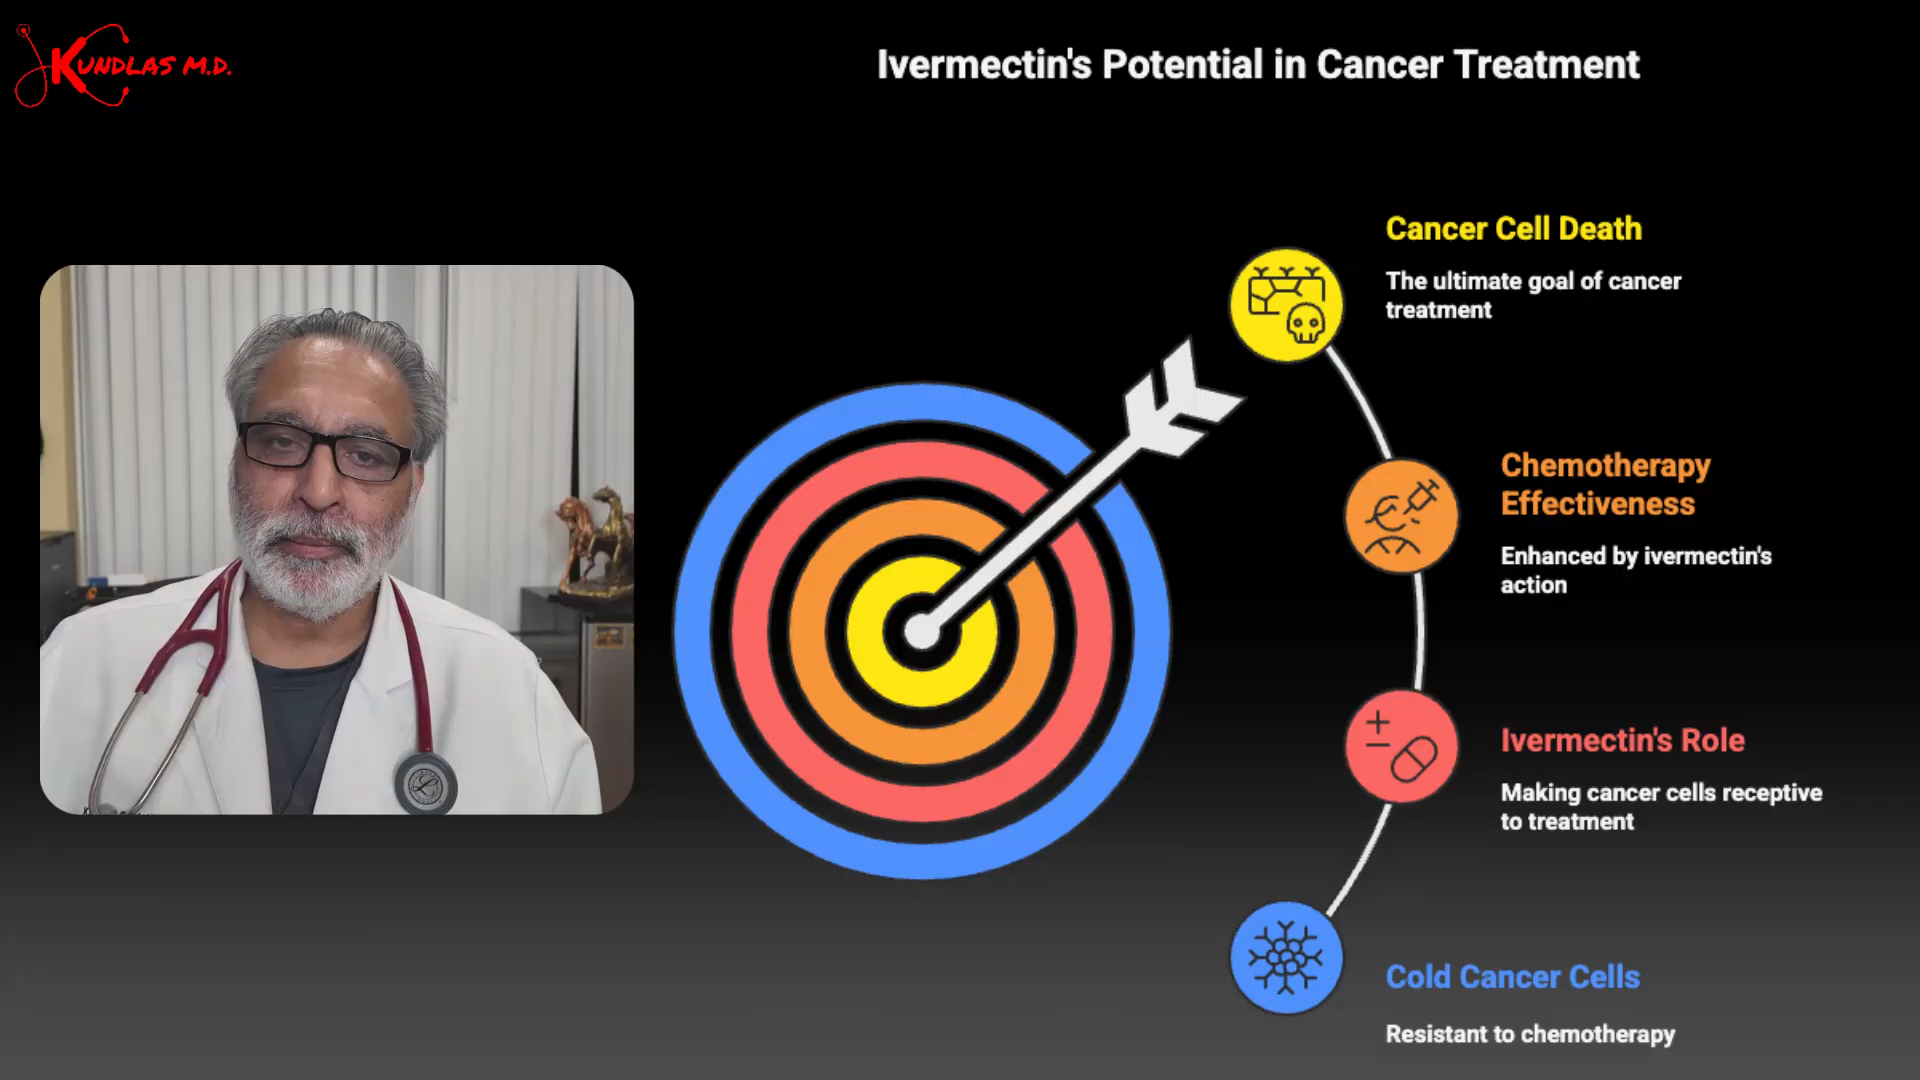 KUNDLAS M.D.
Ivermectin's Potential in Cancer Treatment
Cancer Cell Death
The ultimate goal of cancer
treatment
Chemotherapy
Effectiveness
Enhanced by ivermectin's
action
Ivermectin's Role
Making cancer cells receptive
to treatment
Cold Cancer Cells
Resistant to chemotherapy